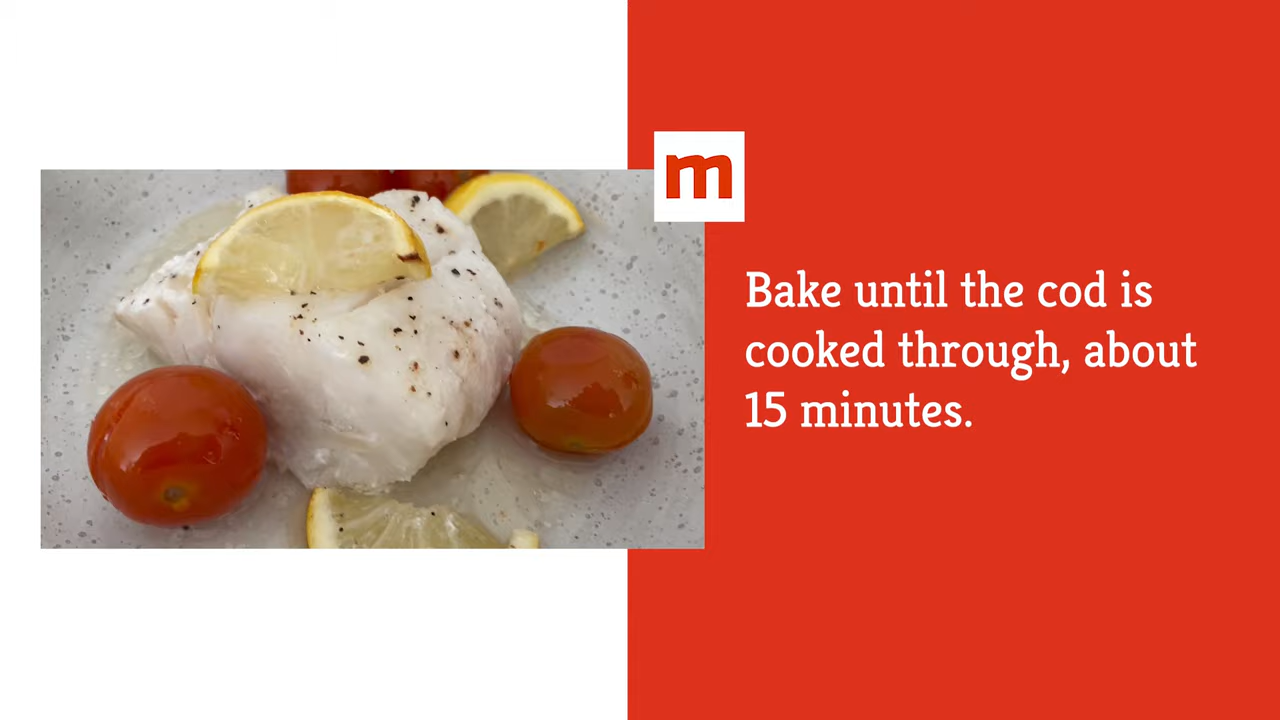 m
Bake until the cod is
cooked through, about
15 minutes.